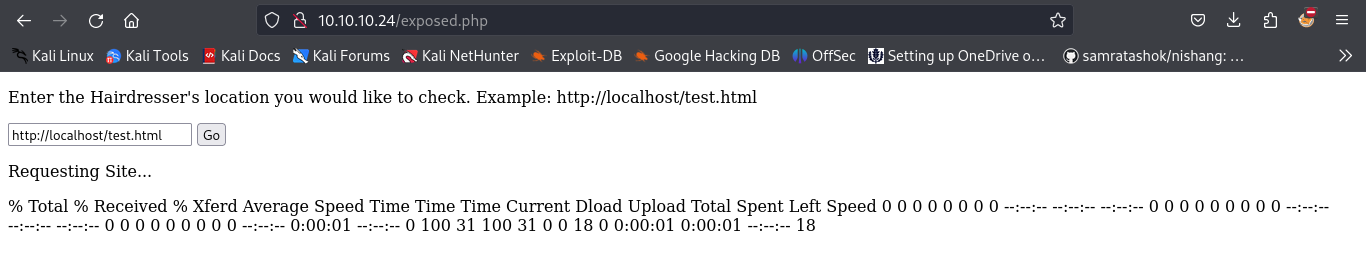 10.10.10.24/exposed.php
Kali Linux Kali Tools Kali Docs Kali Forums Kali NetHunter Exploit-DB Google Hacking DB OffSec Setting up OneDrive o… samratashok/nishang: …
Enter the Hairdresser's location you would like to check. Example: http://localhost/test.html
http://localhost/test.html Go
Requesting Site...
% Total % Received % Xferd Average Speed Time Time Time Current Dload Upload Total Spent Left Speed 0 0 0 0 0 0 0 0 --:--:-- --:--:-- --:--:-- 0 0 0 0 0 0 0 0 0 --:--:--
--:--:-- --:--:-- 0 0 0 0 0 0 0 0 0 --:--:-- 0:00:01 --:--:-- 0 100 31 100 31 0 0 18 0 0:00:01 0:00:01 --:--:-- 18